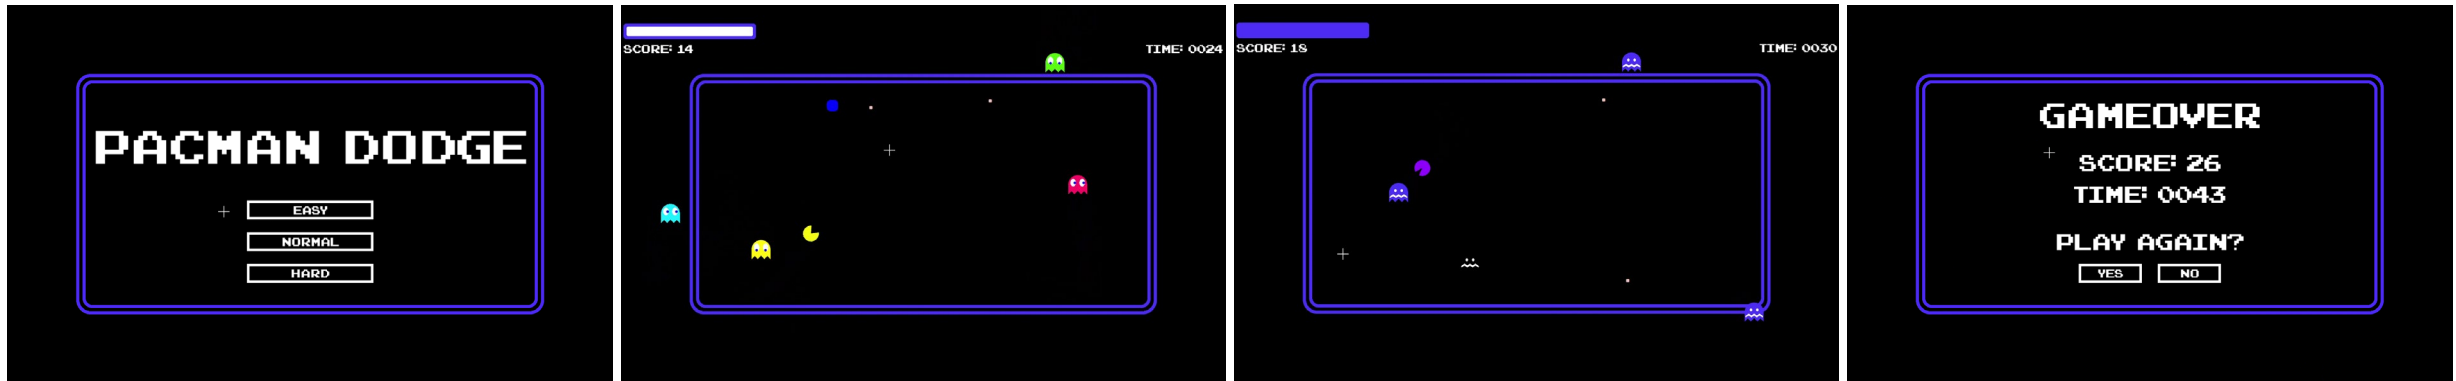 PACMAN DODGE
EASY
NORMAL
HARD
SCORE: 14
TIME: 0024
SCORE: 18
TIME: 0030
GAMEOVER
SCORE: 26
TIME: 0043
PLAY AGAIN?
YES NO